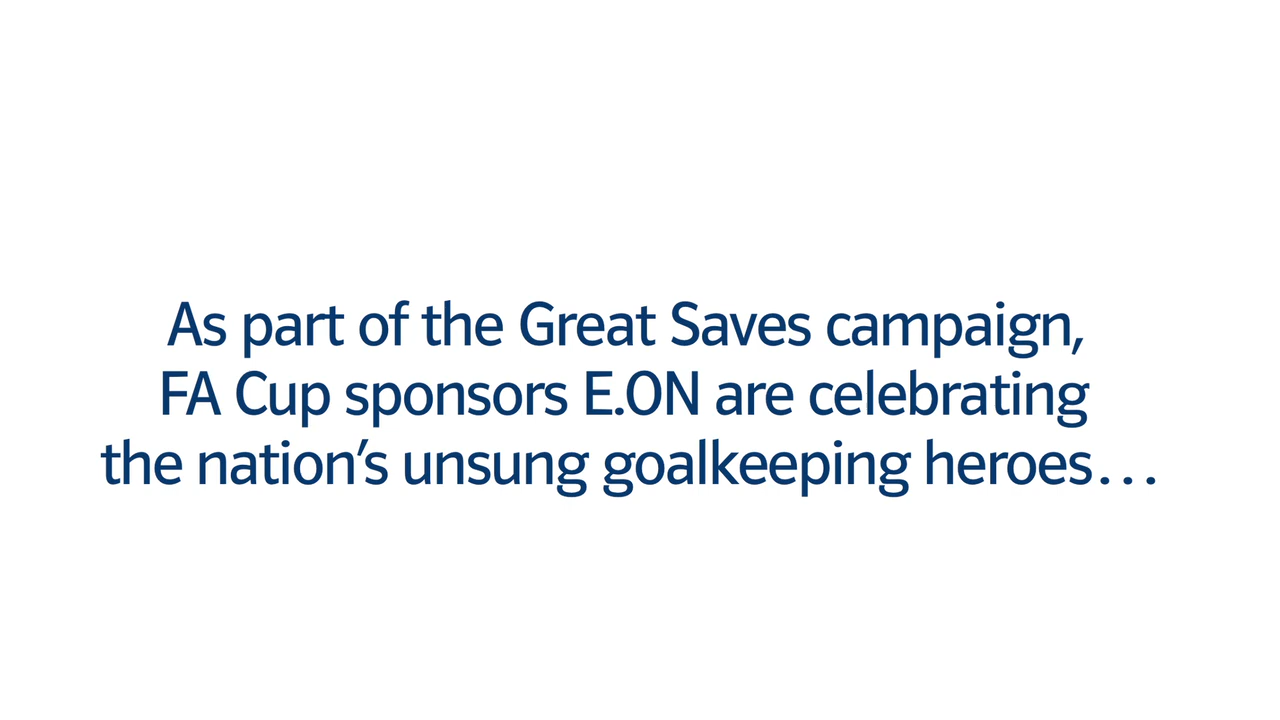 As part of the Great Saves campaign,
FA Cup sponsors E.ON are celebrating
the nation’s unsung goalkeeping heroes…